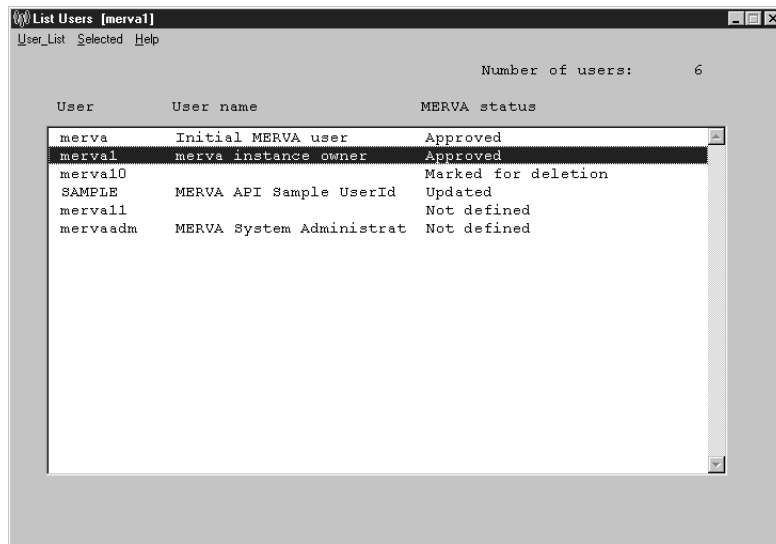 List Users [merva1]
User_List Selected Help
Number of users: 6
User User name MERVA status
merva Initial MERVA user Approved
merva1 merva instance owner Approved
merva10 Marked for deletion
SAMPLE MERVA API Sample UserId Updated
merva11 Not defined
mervaadm MERVA System Administrat Not defined